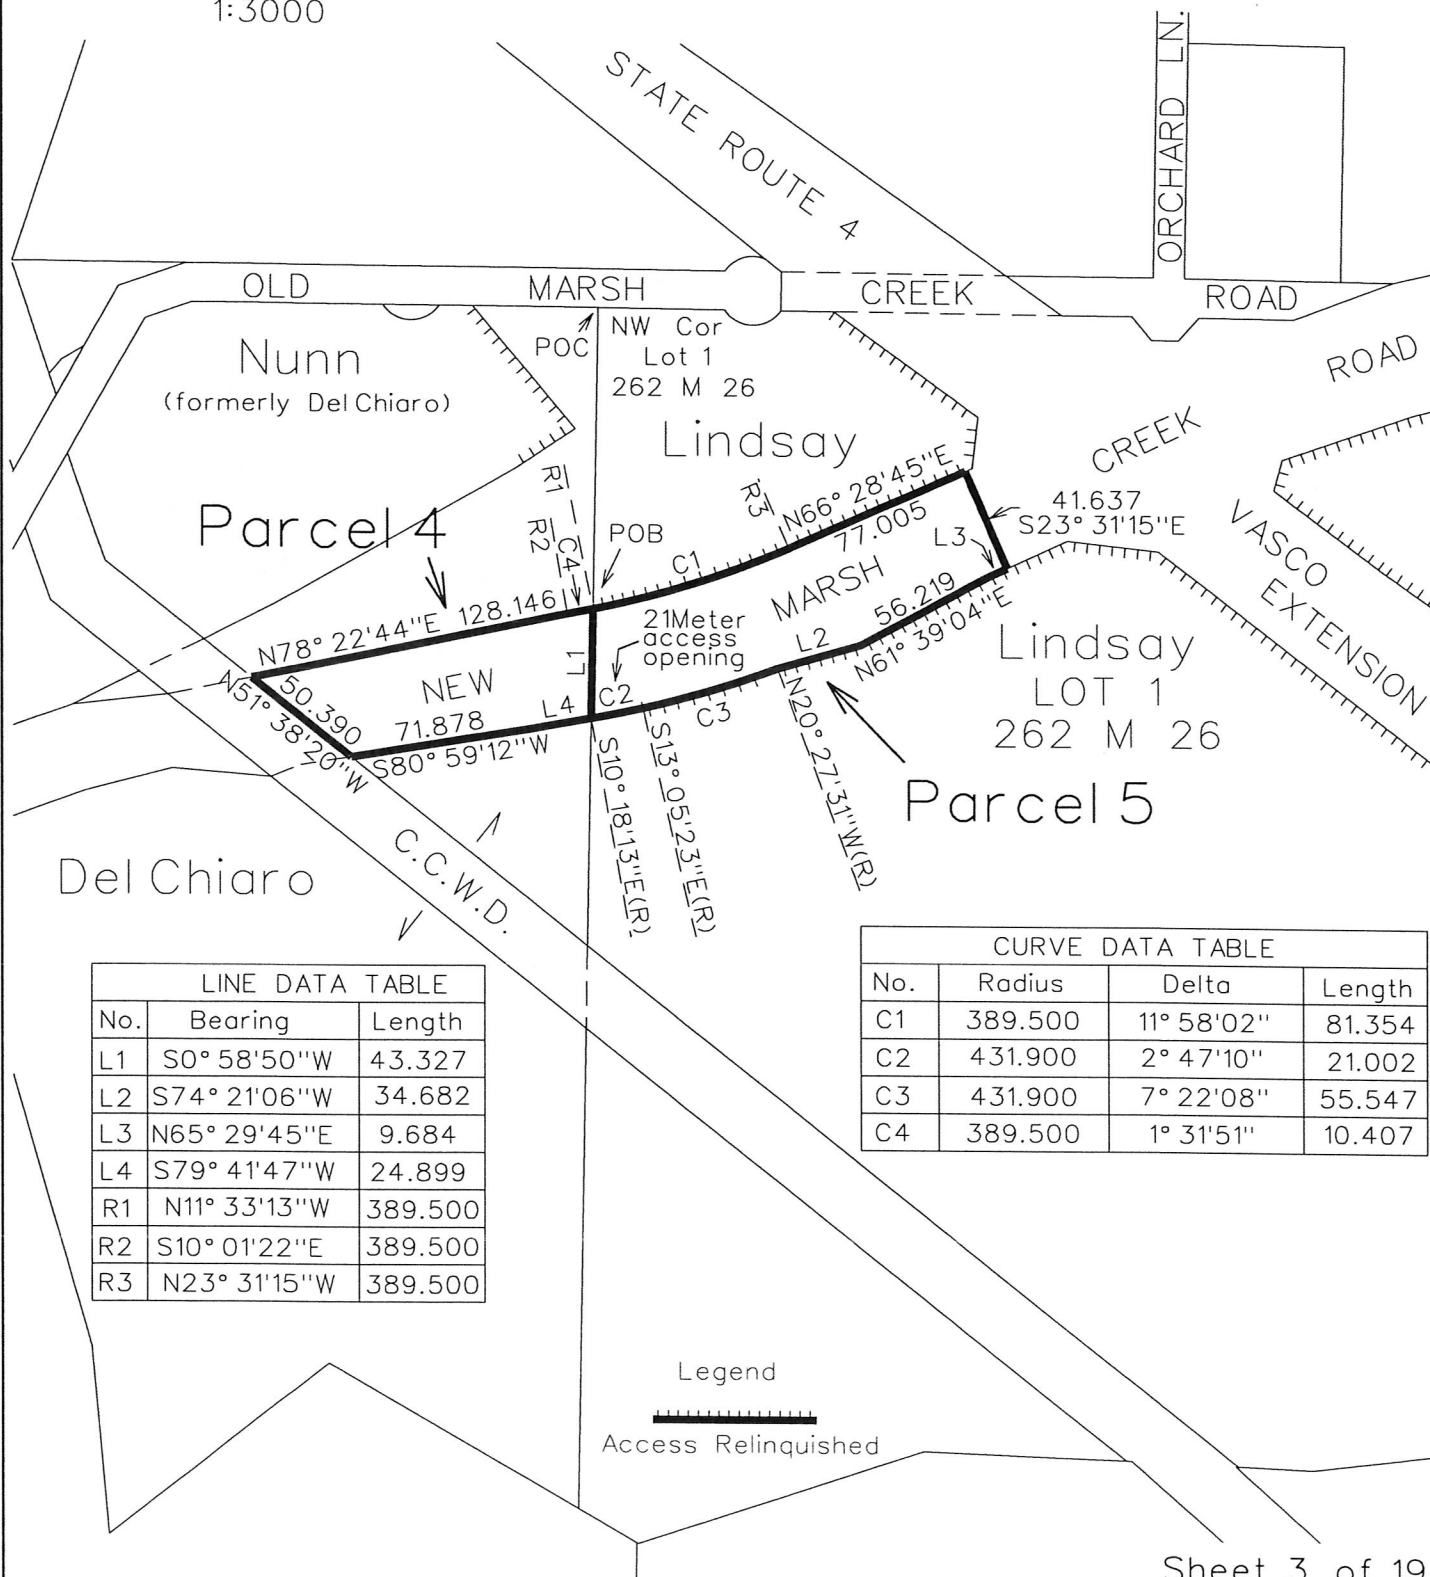 1:3000
STATE ROUTE 4
ORCHARD LN.
OLD MARSH CREEK ROAD
POC
NW Cor
Lot 1
262 M 26
Nunn
(formerly Del Chiaro)
Lindsay
ROAD
CREEK
VASCO
EXTENSION
R1
R2
C4
R3
N66° 28'45"E
77.005
41.637
S23° 31'15"E
L3
Parcel 4
POB
C1
MARSH
56.219
N61° 39'04"E
128.146
N78° 22'44"E
21Meter
access
opening
L1
L2
Lindsay
LOT 1
262 M 26
NEW
50.390
N51° 38'20"W
71.878
S80° 59'12"W
L4
C2
C3
S10° 18'13"E(R)
S13° 05'23"E(R)
N20° 27'31"W(R)
Parcel 5
Del Chiaro
C.C.W.D.
LINE DATA TABLE
No. Bearing Length
L1 S0° 58'50"W 43.327
L2 S74° 21'06"W 34.682
L3 N65° 29'45"E 9.684
L4 S79° 41'47"W 24.899
R1 N11° 33'13"W 389.500
R2 S10° 01'22"E 389.500
R3 N23° 31'15"W 389.500
CURVE DATA TABLE
No. Radius Delta Length
C1 389.500 11° 58'02" 81.354
C2 431.900 2° 47'10" 21.002
C3 431.900 7° 22'08" 55.547
C4 389.500 1° 31'51" 10.407
Legend
Access Relinquished
Sheet 3 of 19